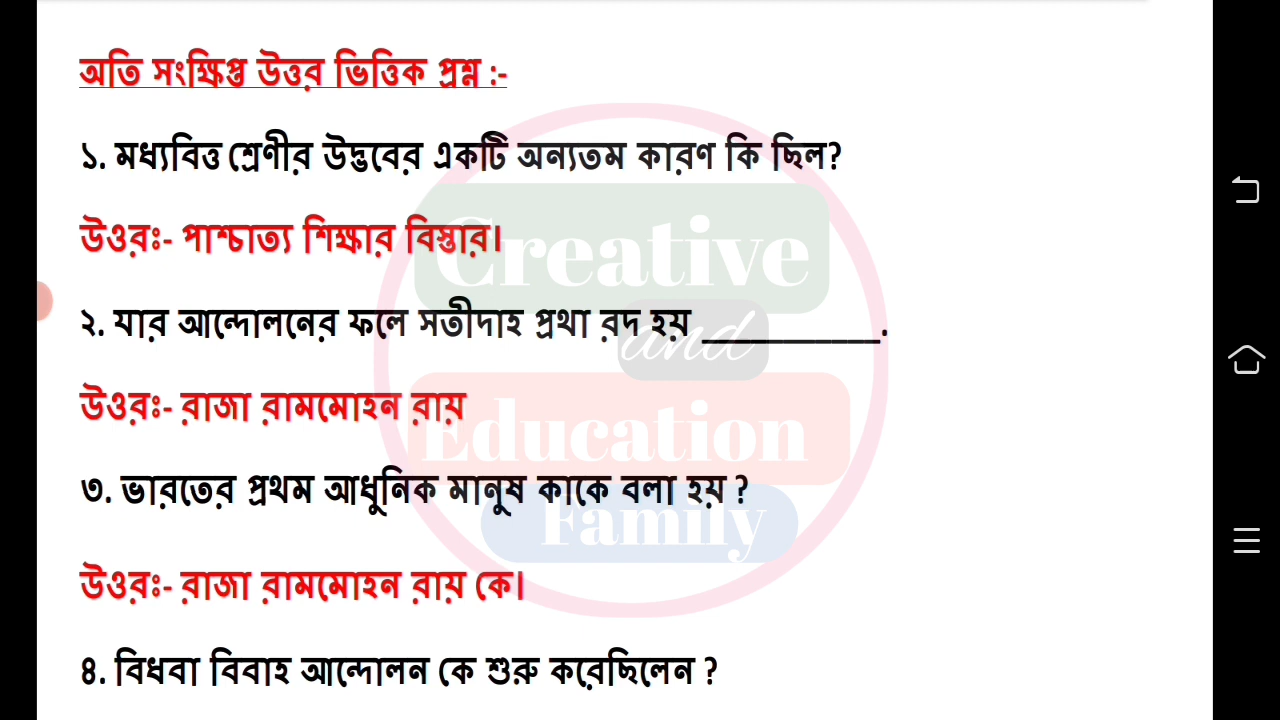 অতি সংক্ষিপ্ত উত্তর ভিত্তিক প্রশ্ন :-
১. মধ্যবিত্ত শ্রেণীর উদ্ভবের একটি অন্যতম কারণ কি ছিল?
উওরঃ- পাশ্চাত্য শিক্ষার বিস্তার।
২. যার আন্দোলনের ফলে সতীদাহ প্রথা রদ হয় ___________.
উওরঃ- রাজা রামমোহন রায়
৩. ভারতের প্রথম আধুনিক মানুষ কাকে বলা হয় ?
উওরঃ- রাজা রামমোহন রায় কে।
৪. বিধবা বিবাহ আন্দোলন কে শুরু করেছিলেন ?
Creative
and
Education
Family